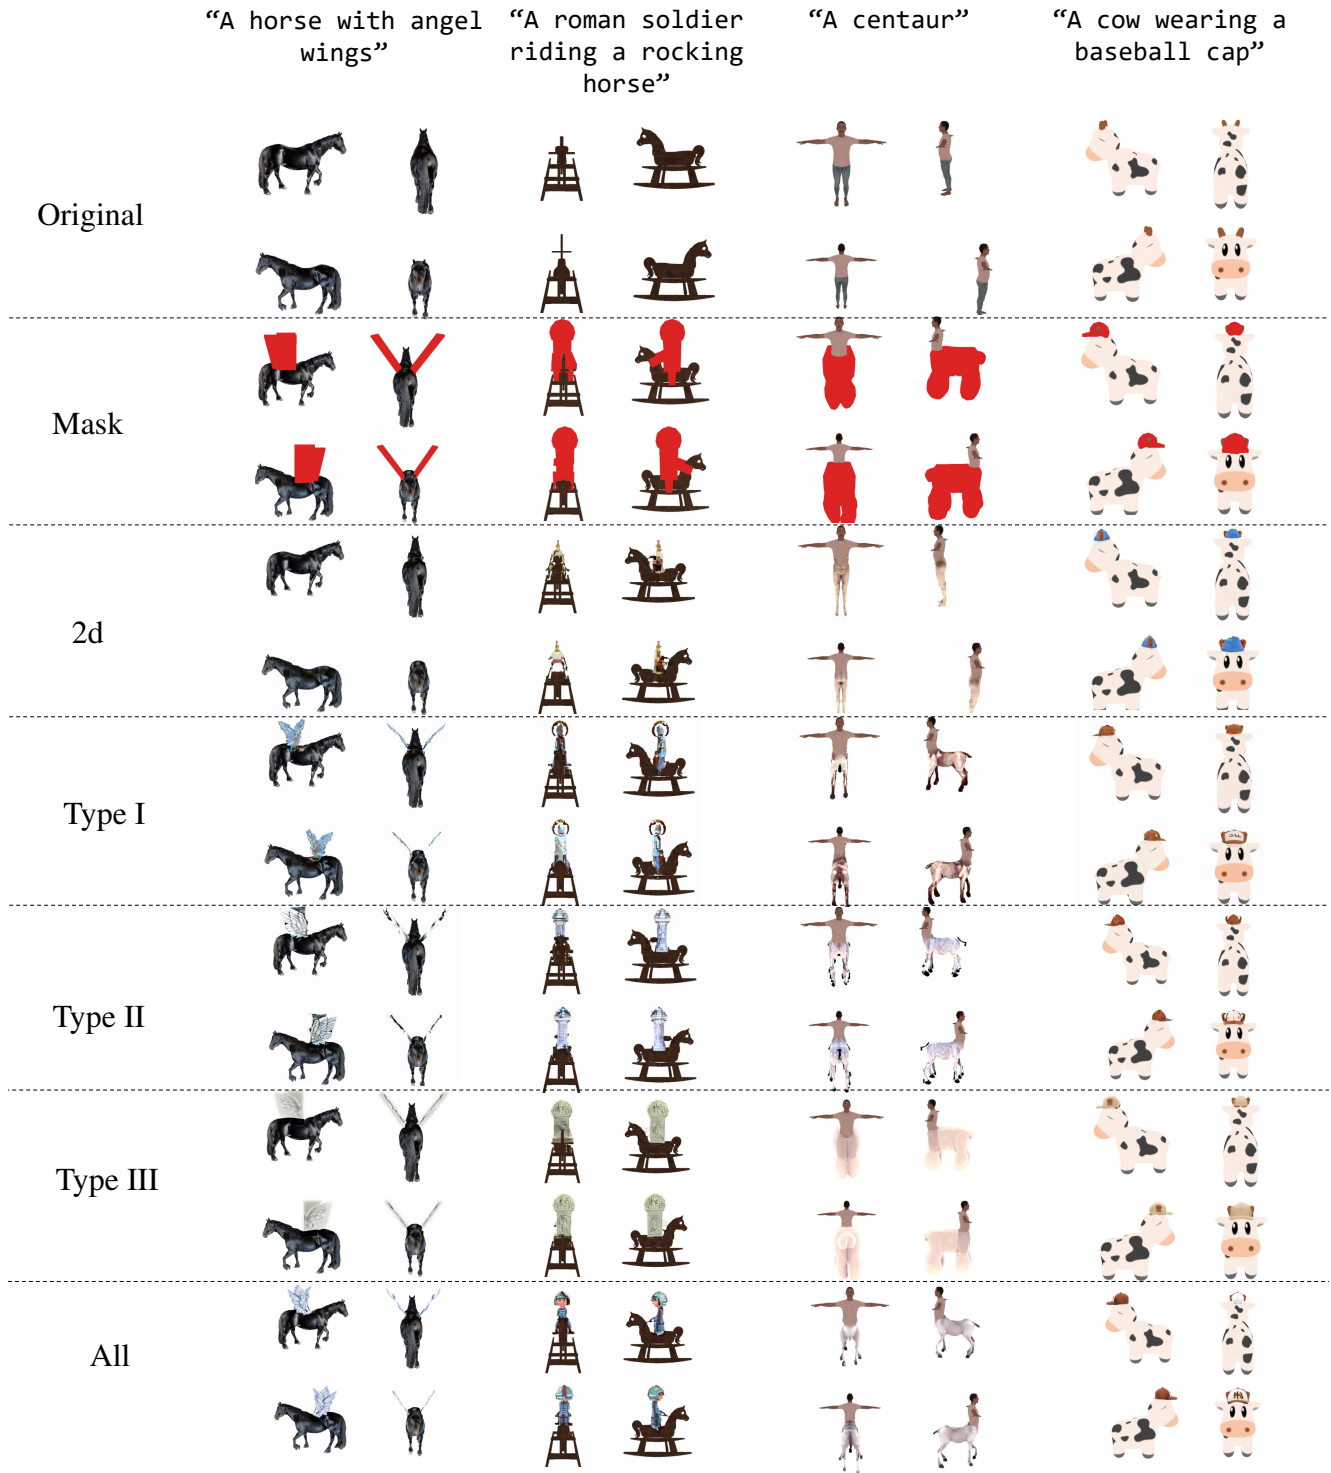 “A horse with angel
wings”
“A roman soldier
riding a rocking
horse”
“A centaur”
“A cow wearing a
baseball cap”
Original
Mask
2d
Type I
Type II
Type III
All